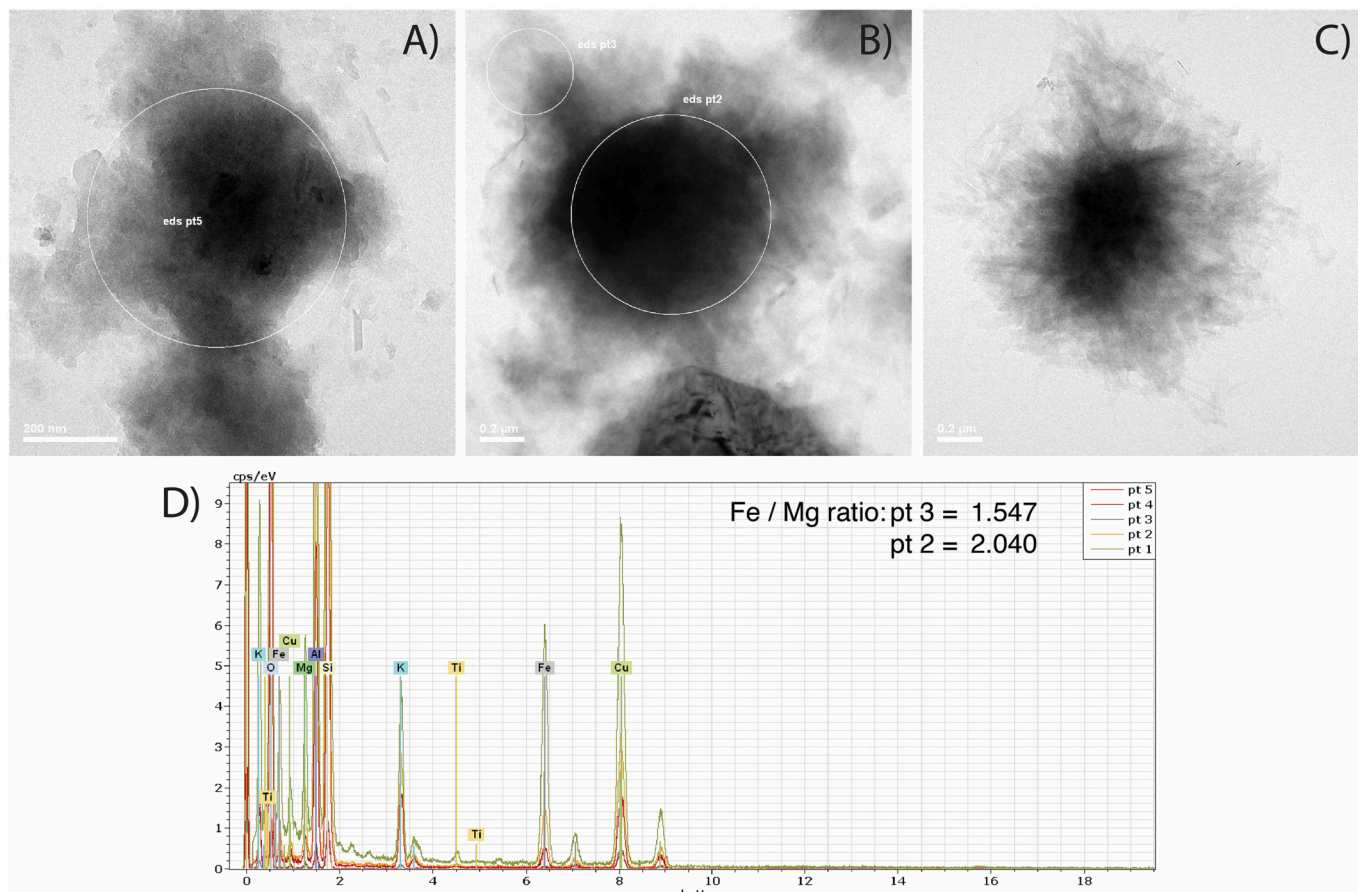 A)
B)
C)
eds pt5
200 nm
eds pt3
eds pt2
0.2 µm
0.2 µm
D)
cps/eV
Fe / Mg ratio: pt 3 = 1.547
pt 2 = 2.040
pt 5
pt 4
pt 3
pt 2
pt 1
9
8
7
6
5
4
3
2
1
0
Cu
K Fe Al
O Mg Si K Ti Fe Cu
Ti
Ti
0 2 4 6 8 10 12 14 16 18